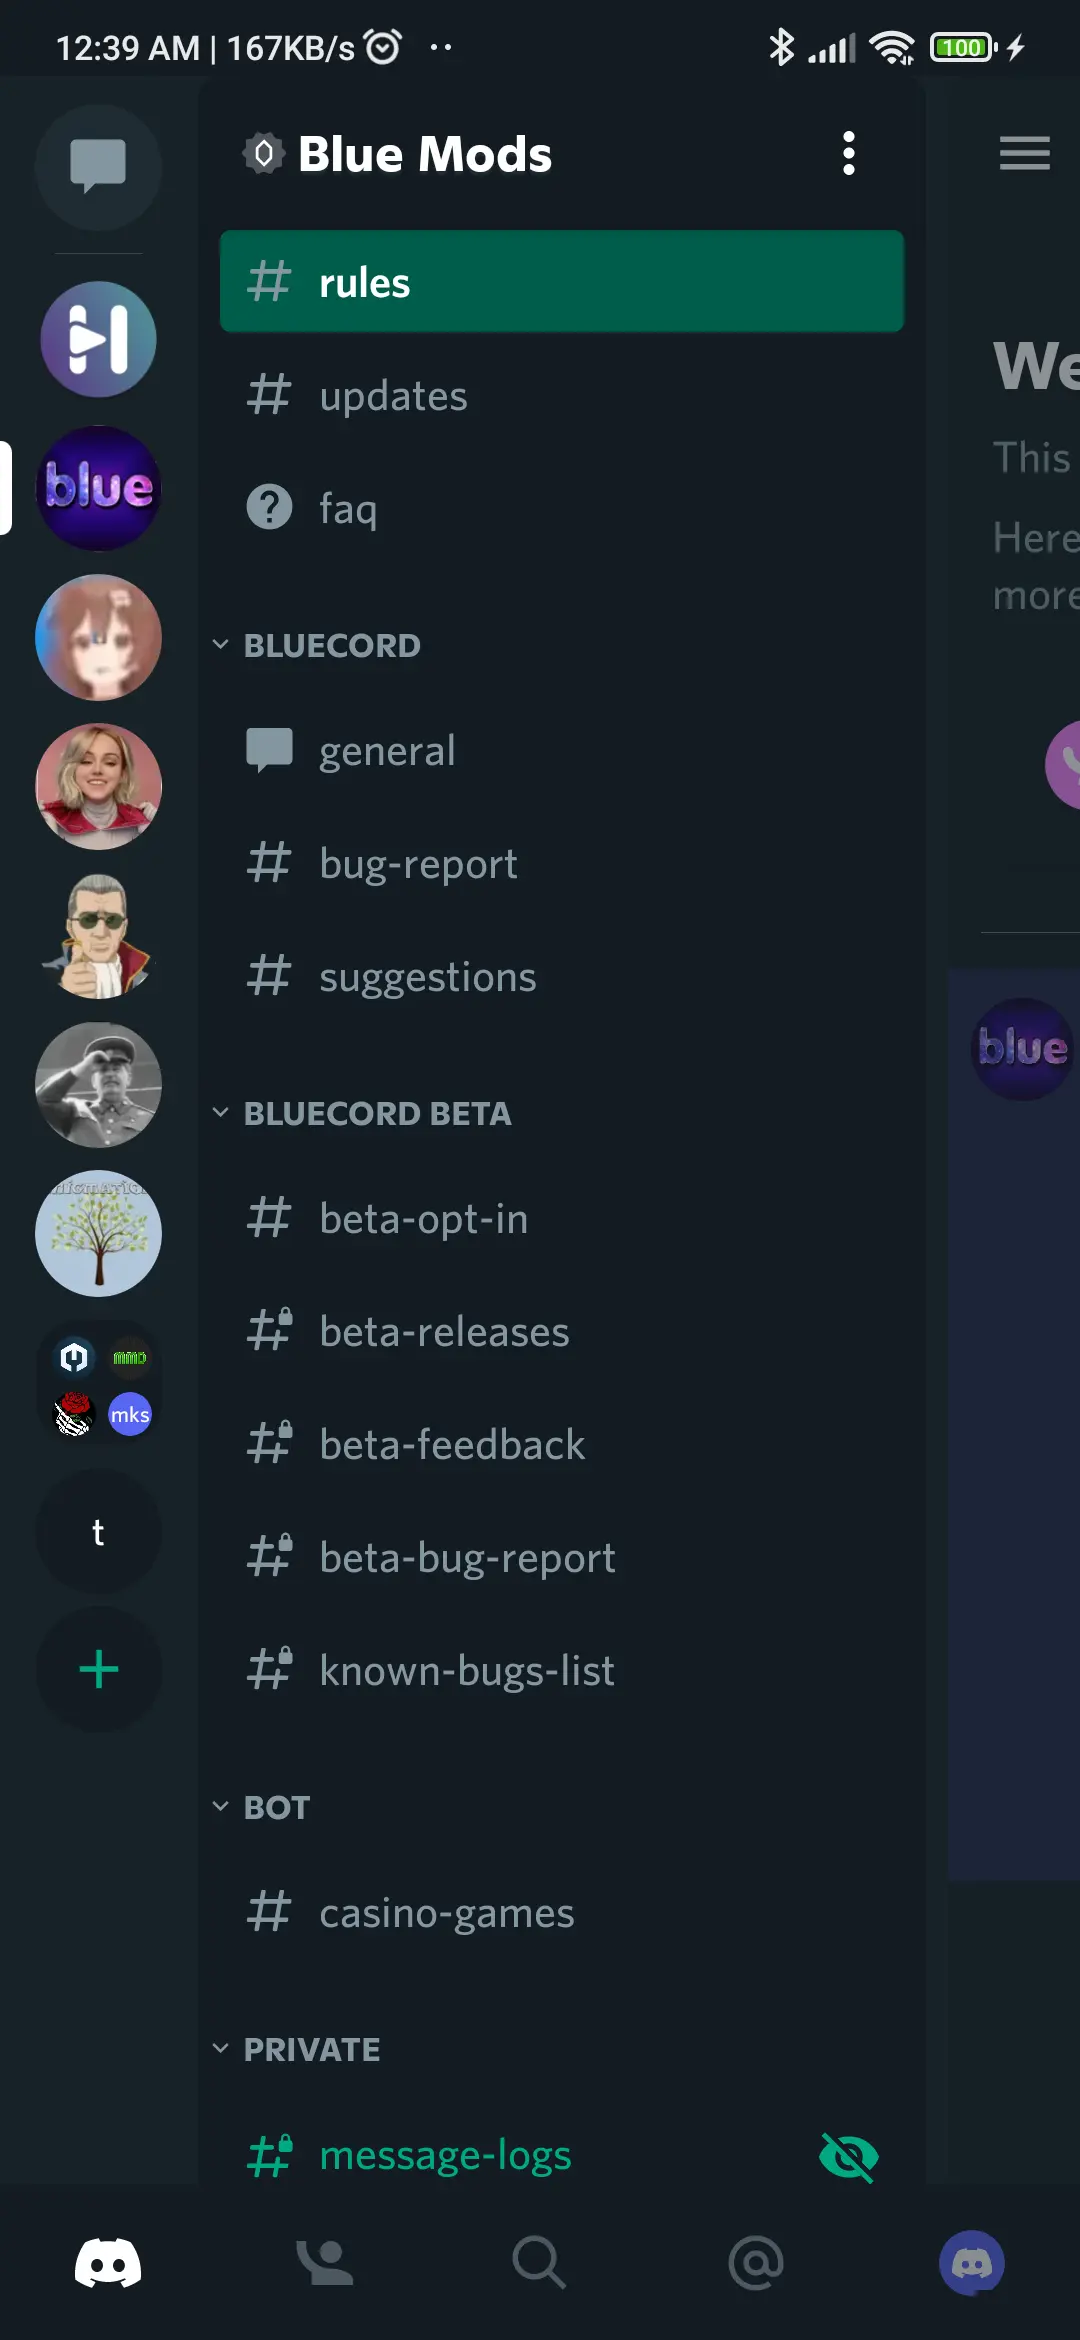 12:39 AM | 167KB/s
100
Blue Mods
rules
updates
faq
BLUECORD
general
bug-report
suggestions
BLUECORD BETA
beta-opt-in
beta-releases
beta-feedback
beta-bug-report
known-bugs-list
BOT
casino-games
PRIVATE
message-logs
blue
MMD
mks
t
We
This
Here
more
blue